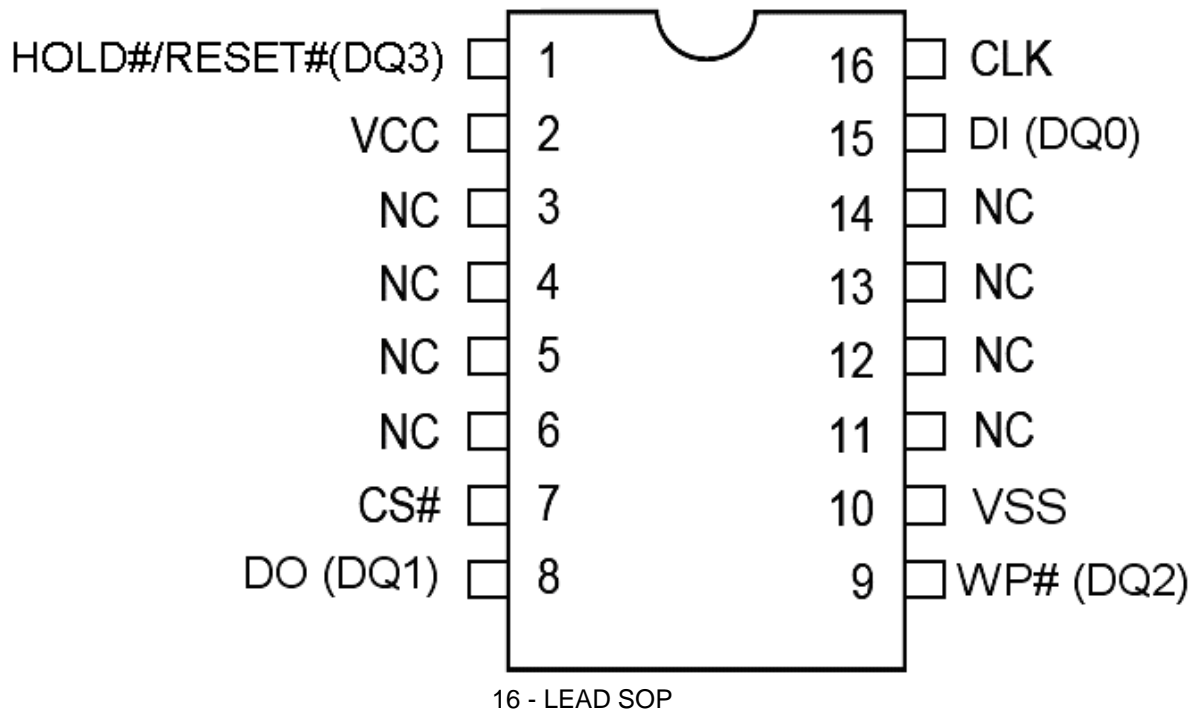 HOLD#/RESET#(DQ3) 1 16 CLK
VCC 2 15 DI (DQ0)
NC 3 14 NC
NC 4 13 NC
NC 5 12 NC
NC 6 11 NC
CS# 7 10 VSS
DO (DQ1) 8 9 WP# (DQ2)
16 - LEAD SOP